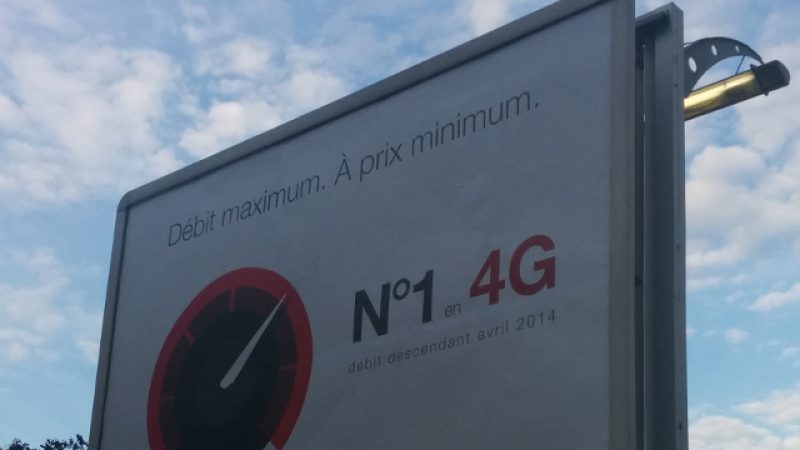 Débit maximum. À prix minimum.
N°1 en 4G
débit descendant avril 2014